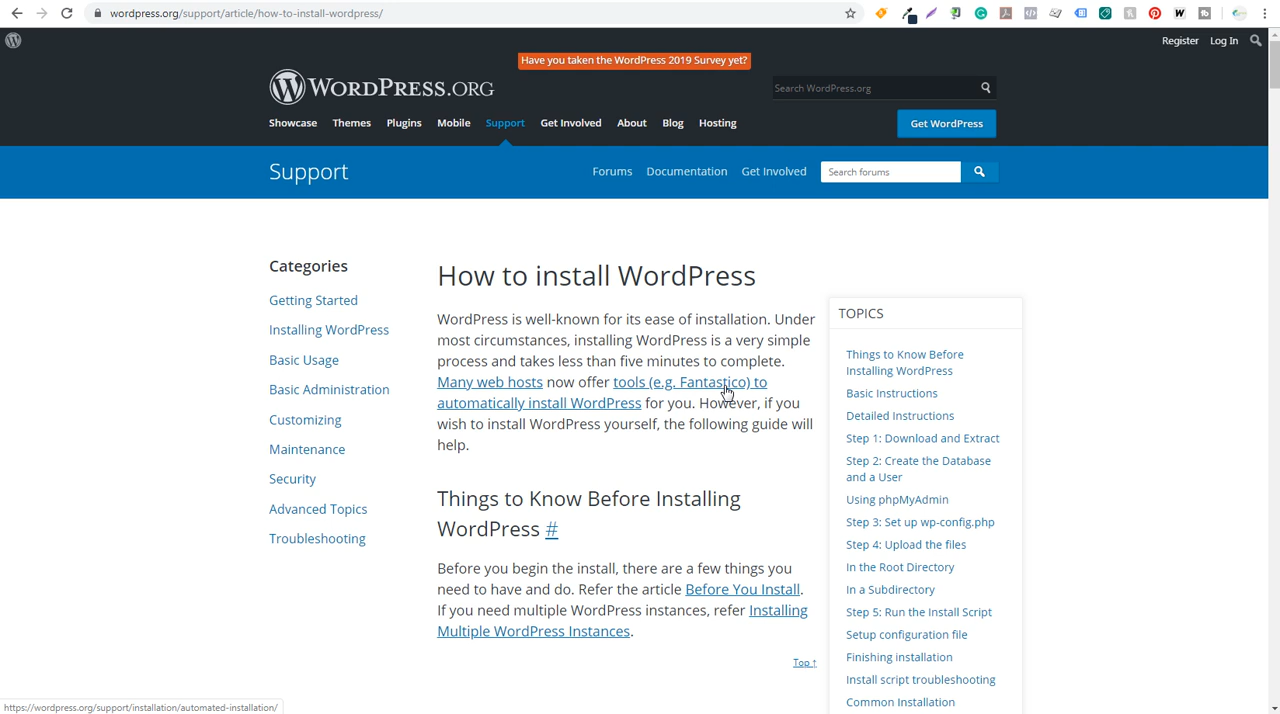 wordpress.org/support/article/how-to-install-wordpress/
Register Log In
Have you taken the WordPress 2019 Survey yet?
WORDPRESS.ORG
Search WordPress.org
Showcase Themes Plugins Mobile Support Get Involved About Blog Hosting
Get WordPress
Support
Forums Documentation Get Involved
Search forums
Categories
Getting Started
Installing WordPress
Basic Usage
Basic Administration
Customizing
Maintenance
Security
Advanced Topics
Troubleshooting
How to install WordPress
WordPress is well-known for its ease of installation. Under
most circumstances, installing WordPress is a very simple
process and takes less than five minutes to complete.
Many web hosts now offer tools (e.g. Fantastico) to
automatically install WordPress for you. However, if you
wish to install WordPress yourself, the following guide will
help.
Things to Know Before Installing
WordPress #
Before you begin the install, there are a few things you
need to have and do. Refer the article Before You Install.
If you need multiple WordPress instances, refer Installing
Multiple WordPress Instances.
Top ↑
TOPICS
Things to Know Before
Installing WordPress
Basic Instructions
Detailed Instructions
Step 1: Download and Extract
Step 2: Create the Database
and a User
Using phpMyAdmin
Step 3: Set up wp-config.php
Step 4: Upload the files
In the Root Directory
In a Subdirectory
Step 5: Run the Install Script
Setup configuration file
Finishing installation
Install script troubleshooting
Common Installation
https://wordpress.org/support/installation/automated-installation/